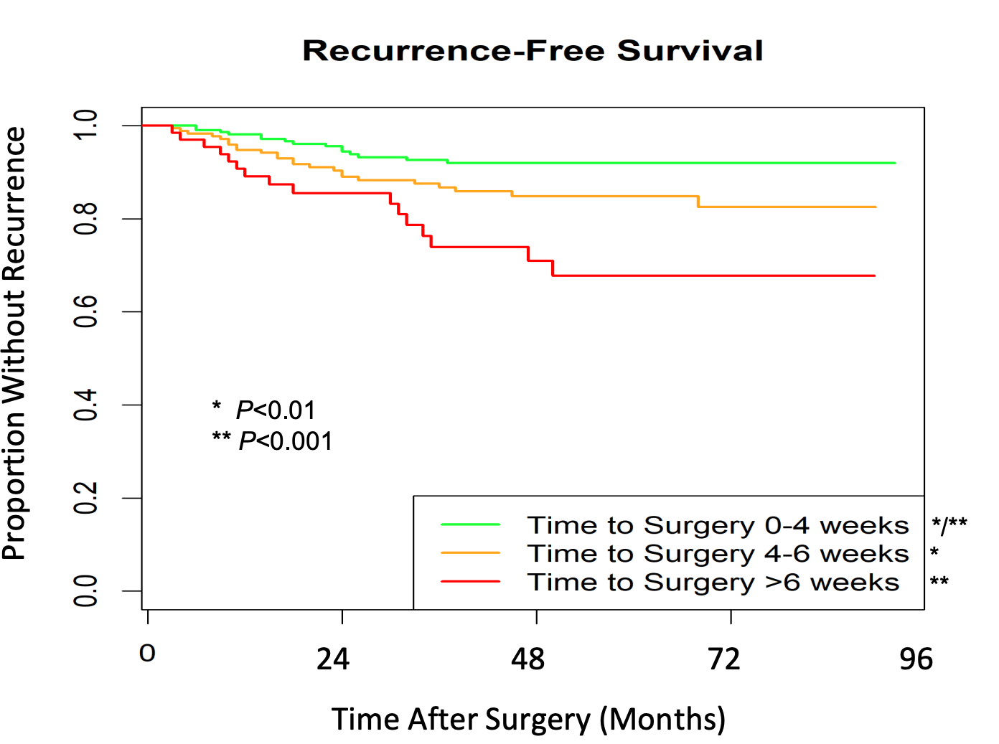 Recurrence-Free Survival
Proportion Without Recurrence
1.0
0.8
0.6
0.4
0.2
0.0
* P<0.01
** P<0.001
Time to Surgery 0-4 weeks */**
Time to Surgery 4-6 weeks *
Time to Surgery >6 weeks **
0 24 48 72 96
Time After Surgery (Months)